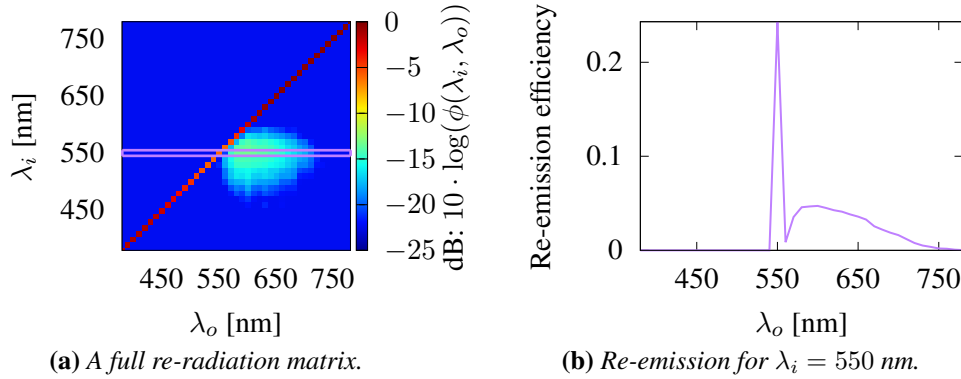 750
650
550
450
λ_i [nm]
450 550 650 750
λ_o [nm]
0
−5
−10
−15
−20
−25
dB: 10 · log(ϕ(λ_i, λ_o))
(a) A full re-radiation matrix.
Re-emission efficiency
0.2
0.1
0
450 550 650 750
λ_o [nm]
(b) Re-emission for λ_i = 550 nm.